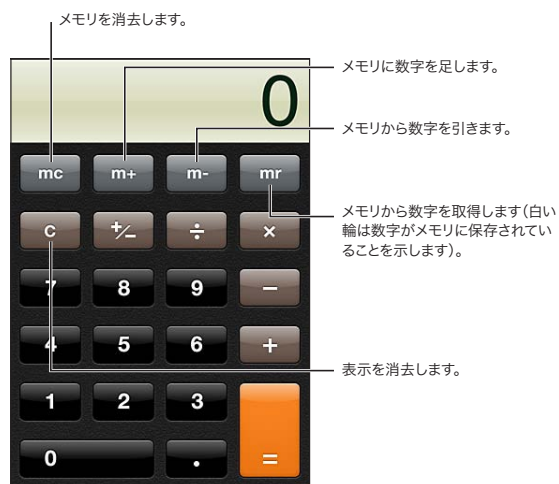 メモリを消去します。
メモリに数字を足します。
0
メモリから数字を引きます。
mc m+ m- mr
メモリから数字を取得します(白い
輪は数字がメモリに保存されてい
ることを示します)。
C +/− ÷ ×
7 8 9 −
4 5 6 +
表示を消去します。
1 2 3
0 . =